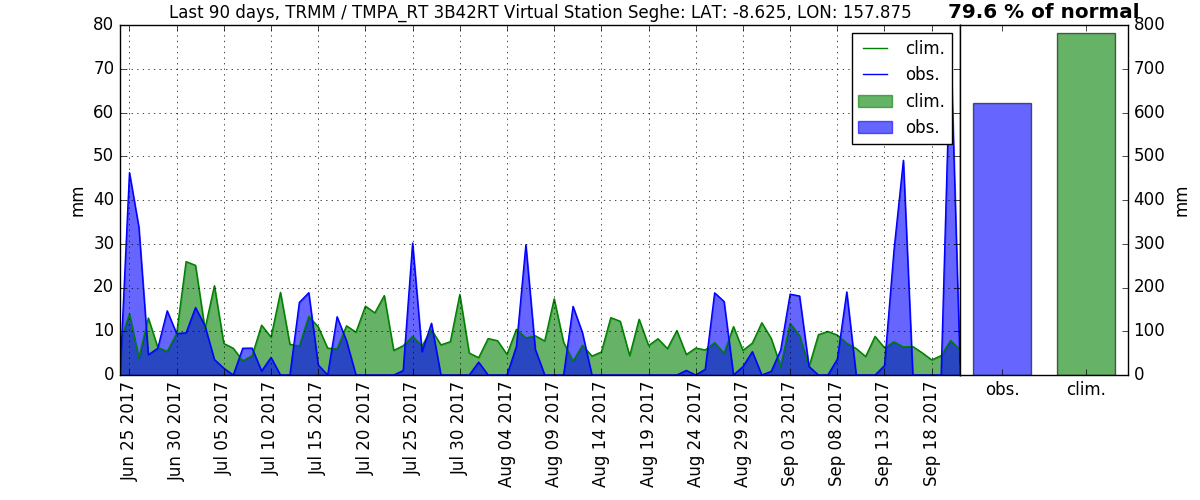 Last 90 days, TRMM / TMPA_RT 3B42RT Virtual Station Seghe: LAT: -8.625, LON: 157.875
79.6 % of normal
80
70
60
50
40
30
20
10
0
mm
clim.
obs.
clim.
obs.
800
700
600
500
400
300
200
100
0
mm
obs.
clim.
Jun 25 2017
Jun 30 2017
Jul 05 2017
Jul 10 2017
Jul 15 2017
Jul 20 2017
Jul 25 2017
Jul 30 2017
Aug 04 2017
Aug 09 2017
Aug 14 2017
Aug 19 2017
Aug 24 2017
Aug 29 2017
Sep 03 2017
Sep 08 2017
Sep 13 2017
Sep 18 2017